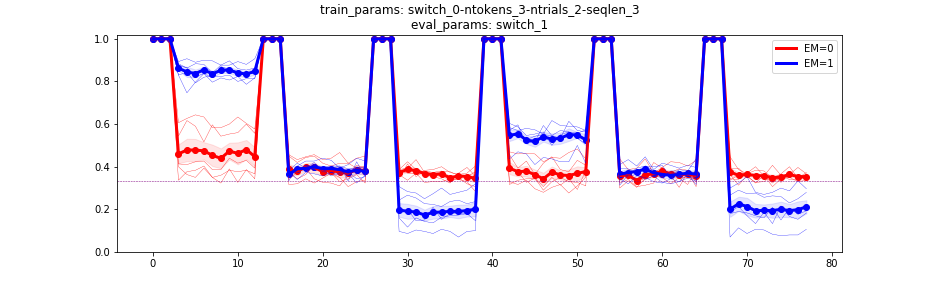 train_params: switch_0-ntokens_3-ntrials_2-seqlen_3
eval_params: switch_1
1.0
0.8
0.6
0.4
0.2
0.0
EM=0
EM=1
0 10 20 30 40 50 60 70 80